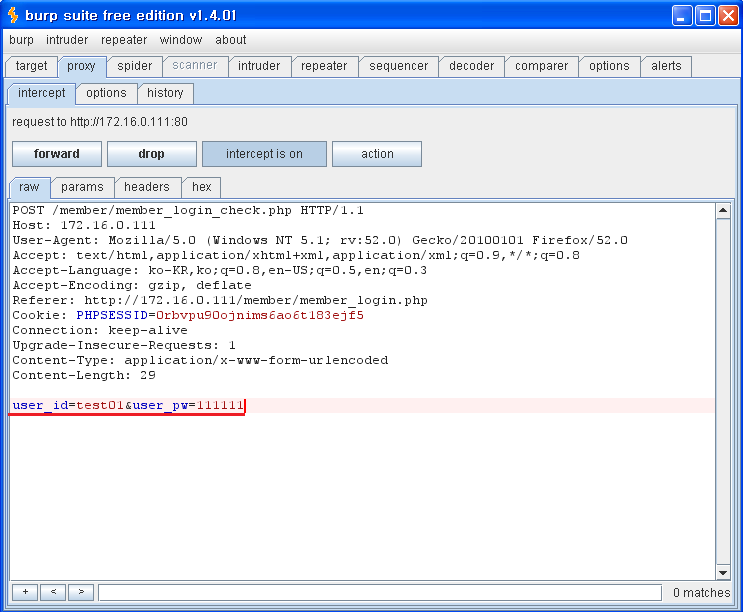 burp suite free edition v1.4.01
burp intruder repeater window about
target proxy spider scanner intruder repeater sequencer decoder comparer options alerts
intercept options history
request to http://172.16.0.111:80
forward drop intercept is on action
raw params headers hex
POST /member/member_login_check.php HTTP/1.1
Host: 172.16.0.111
User-Agent: Mozilla/5.0 (Windows NT 5.1; rv:52.0) Gecko/20100101 Firefox/52.0
Accept: text/html,application/xhtml+xml,application/xml;q=0.9,*/*;q=0.8
Accept-Language: ko-KR,ko;q=0.8,en-US;q=0.5,en;q=0.3
Accept-Encoding: gzip, deflate
Referer: http://172.16.0.111/member/member_login.php
Cookie: PHPSESSID=0rbvpu90ojnims6ao6t183ejf5
Connection: keep-alive
Upgrade-Insecure-Requests: 1
Content-Type: application/x-www-form-urlencoded
Content-Length: 29
user_id=test01&user_pw=111111
+ < > 0 matches